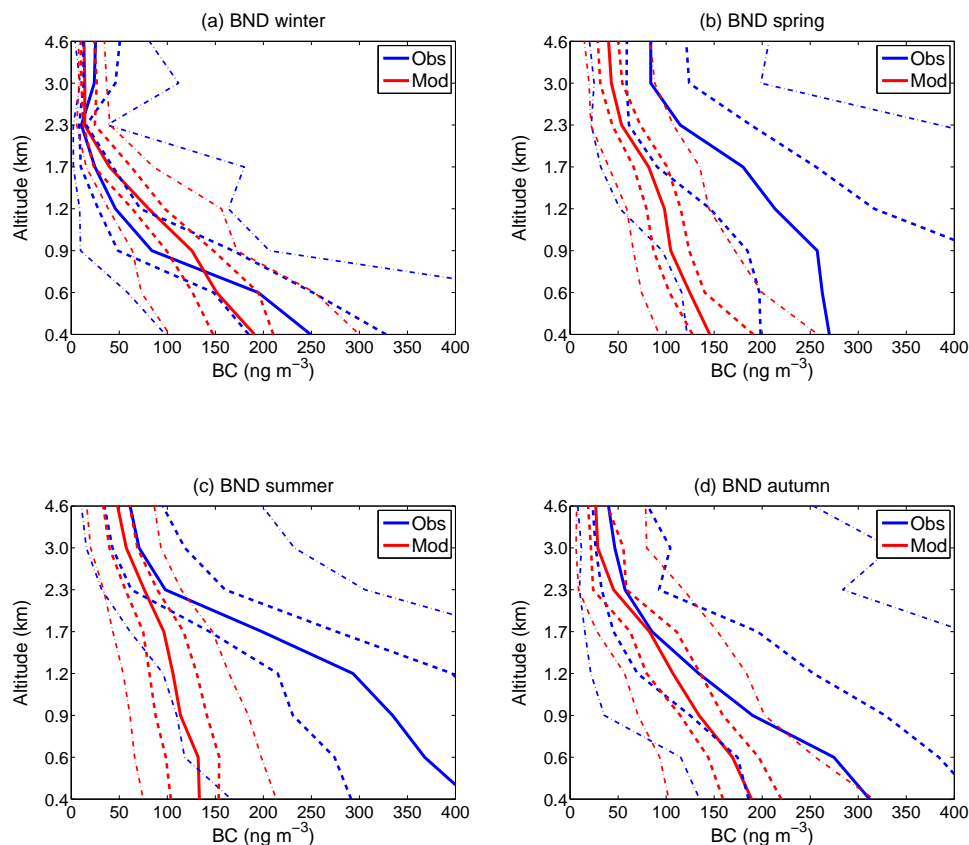 (a) BND winter
4.6
3.0
2.3
1.7
1.2
0.9
0.6
0.4
Altitude (km)
Obs
Mod
0 50 100 150 200 250 300 350 400
BC (ng m⁻³)
(b) BND spring
4.6
3.0
2.3
1.7
1.2
0.9
0.6
0.4
Altitude (km)
Obs
Mod
0 50 100 150 200 250 300 350 400
BC (ng m⁻³)
(c) BND summer
4.6
3.0
2.3
1.7
1.2
0.9
0.6
0.4
Altitude (km)
Obs
Mod
0 50 100 150 200 250 300 350 400
BC (ng m⁻³)
(d) BND autumn
4.6
3.0
2.3
1.7
1.2
0.9
0.6
0.4
Altitude (km)
Obs
Mod
0 50 100 150 200 250 300 350 400
BC (ng m⁻³)